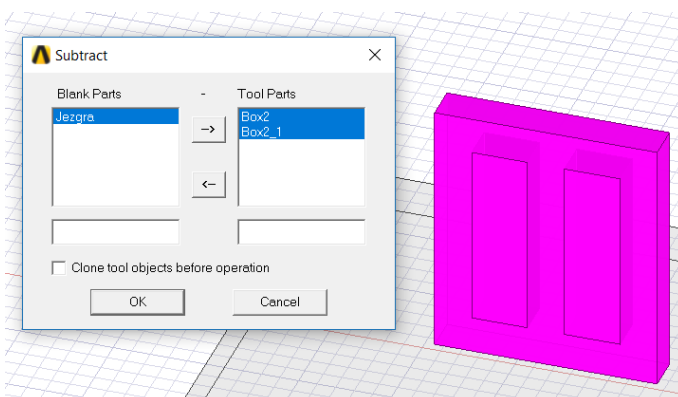 Subtract
Blank Parts - Tool Parts
Jezgra
Box2
Box2_1
-->
<--
Clone tool objects before operation
OK Cancel